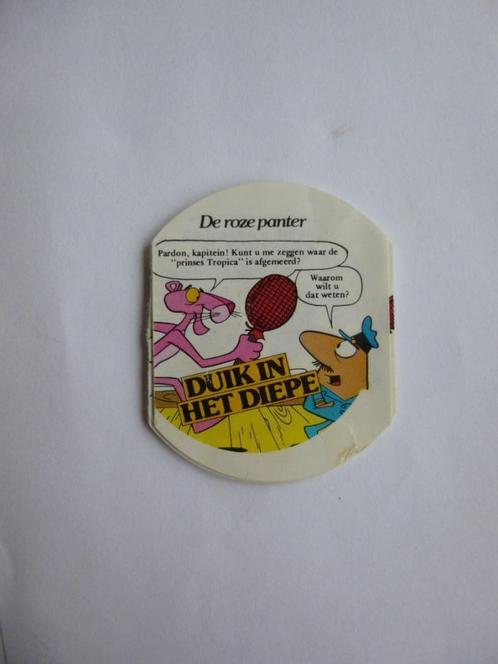 De roze panter
Pardon, kapitein! Kunt u me zeggen waar de
"prinses Tropica" is afgemeerd?
Waarom
wilt u
dat weten?
DUIK IN
HET DIEPE